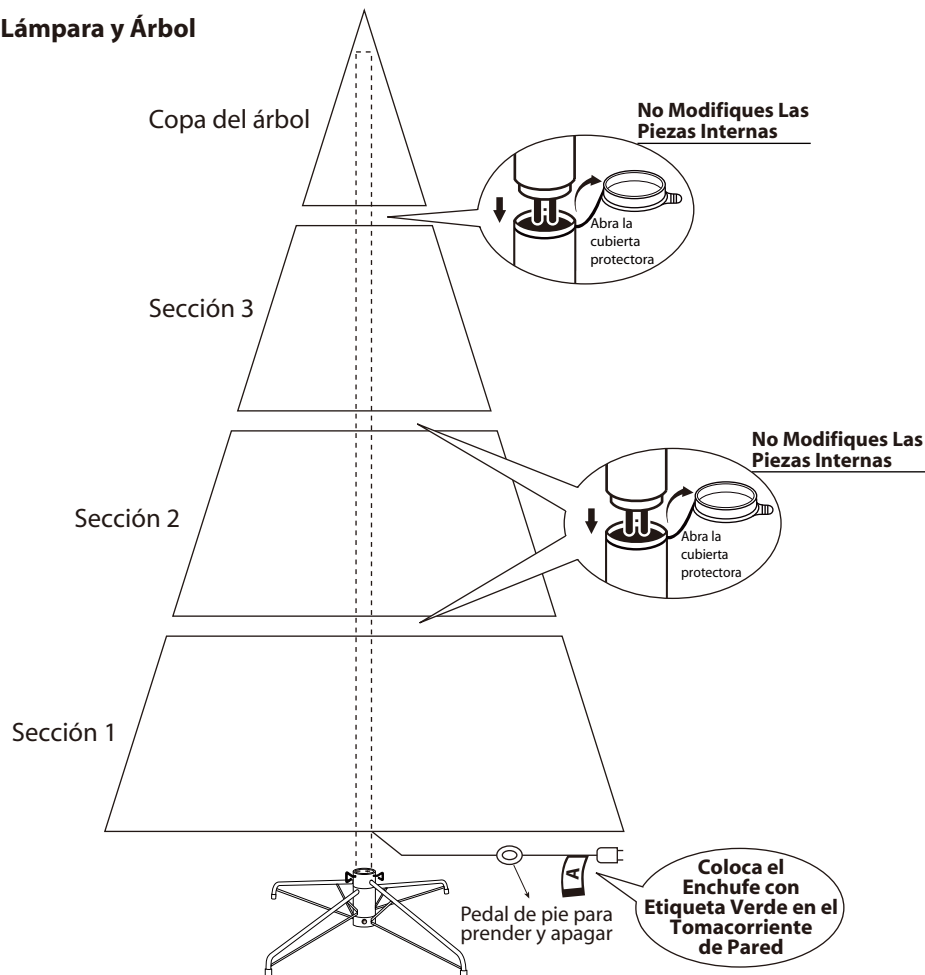 Lámpara y Árbol
Copa del árbol
No Modifiques Las
Piezas Internas
Abra la
cubierta
protectora
Sección 3
No Modifiques Las
Piezas Internas
Sección 2
Abra la
cubierta
protectora
Sección 1
A
Pedal de pie para
prender y apagar
Coloca el
Enchufe con
Etiqueta Verde en el
Tomacorriente
de Pared